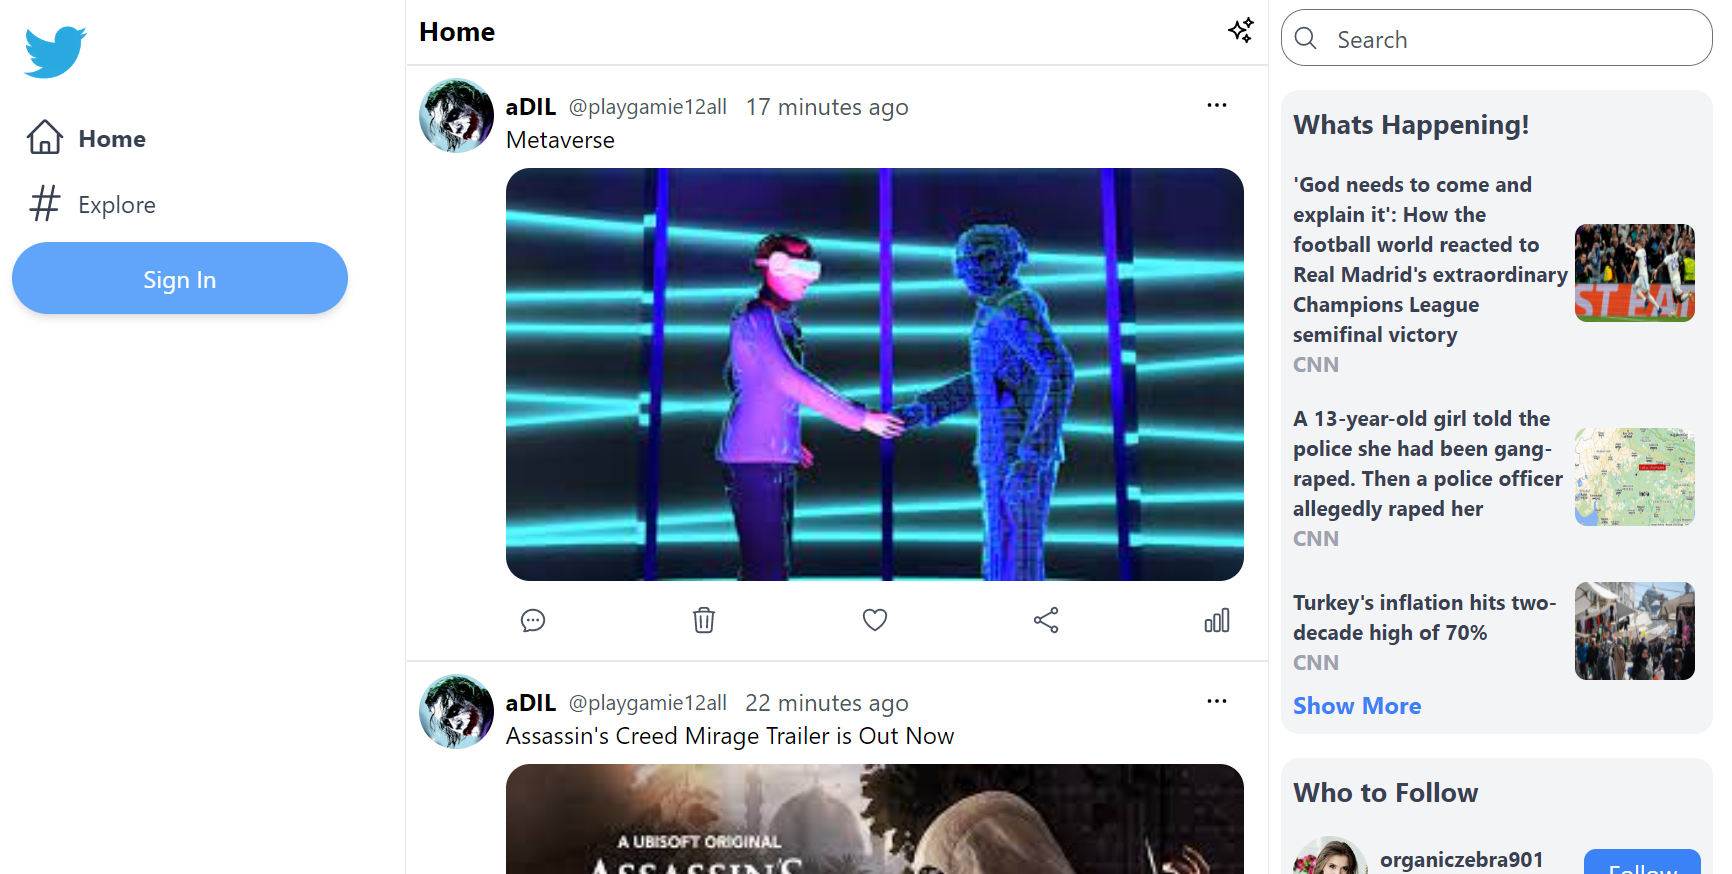 Home
Explore
Sign In
Home
aDIL @playgamie12all 17 minutes ago
Metaverse
aDIL @playgamie12all 22 minutes ago
Assassin's Creed Mirage Trailer is Out Now
A UBISOFT ORIGINAL
ASSASSIN'S
Search
Whats Happening!
'God needs to come and
explain it': How the
football world reacted to
Real Madrid's extraordinary
Champions League
semifinal victory
CNN
A 13-year-old girl told the
police she had been gang-
raped. Then a police officer
allegedly raped her
CNN
India
Turkey's inflation hits two-
decade high of 70%
CNN
Show More
Who to Follow
organiczebra901
Follow